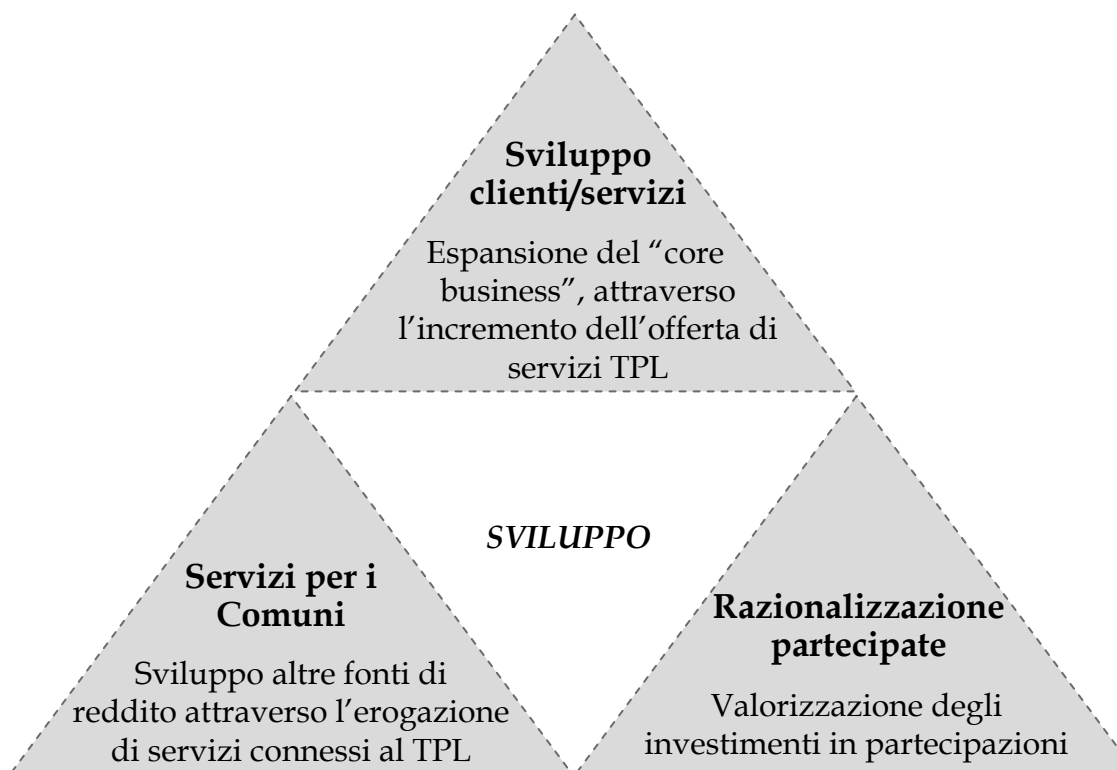 Sviluppo
clienti/servizi
Espansione del “core
business”, attraverso
l’incremento dell’offerta di
servizi TPL
SVILUPPO
Servizi per i
Comuni
Sviluppo altre fonti di
reddito attraverso l’erogazione
di servizi connessi al TPL
Razionalizzazione
partecipate
Valorizzazione degli
investimenti in partecipazioni